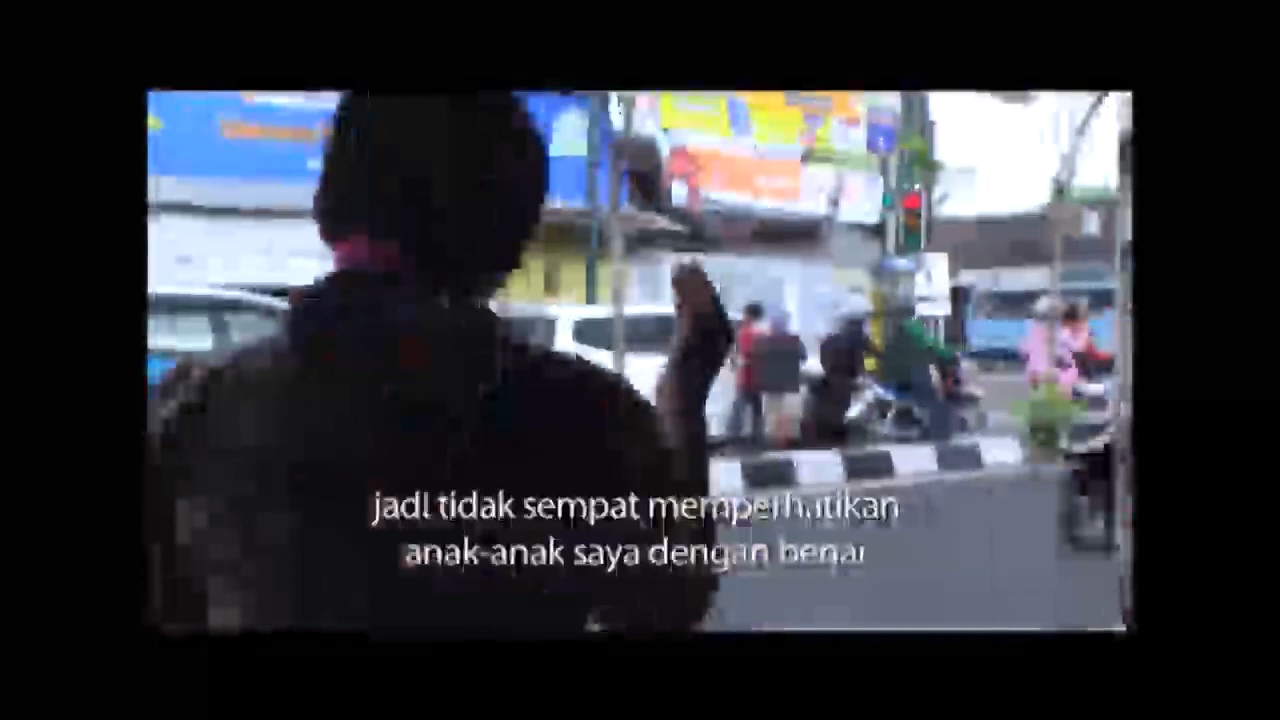 jadi tidak sempat memperhatikan
anak-anak saya dengan benar